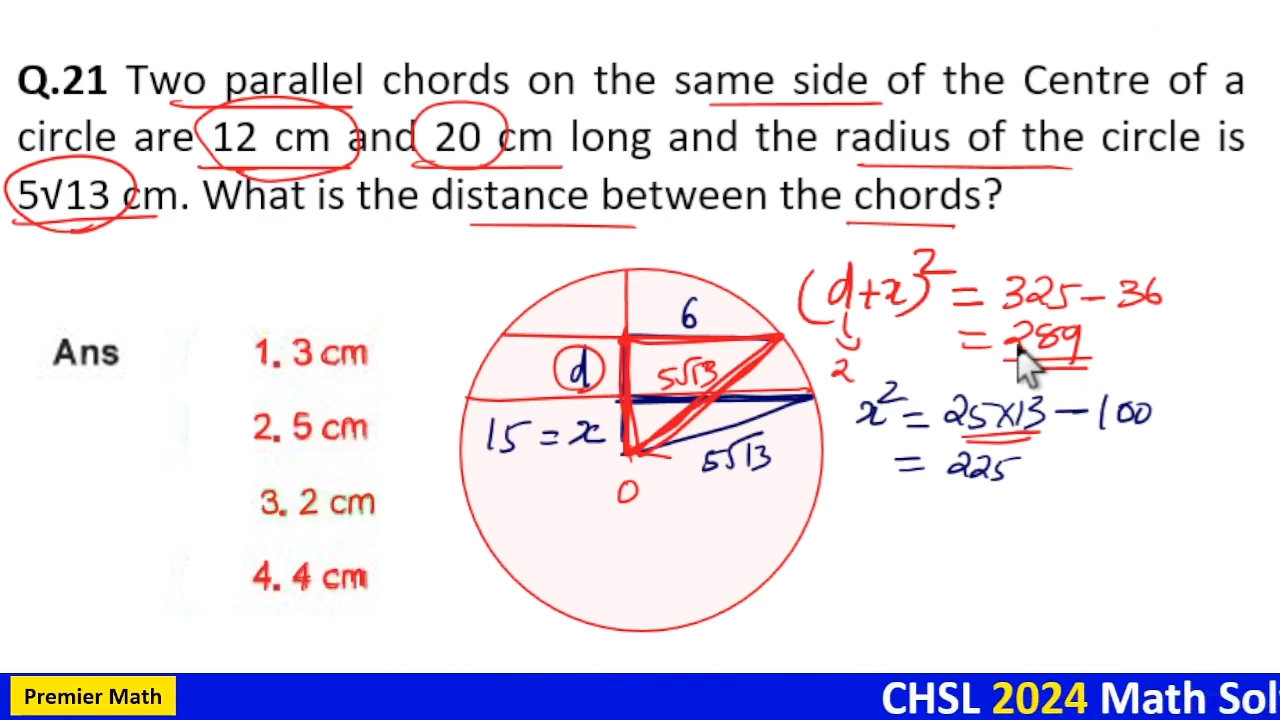 Q.21 Two parallel chords on the same side of the Centre of a
circle are 12 cm and 20 cm long and the radius of the circle is
5√13 cm. What is the distance between the chords?
Ans
1. 3 cm
2. 5 cm
3. 2 cm
4. 4 cm
6
d
5√13
15 = x
5√13
O
(d+x)² = 325 - 36
= 289
2
x² = 25×13 - 100
= 225
Premier Math
CHSL 2024 Math Sol